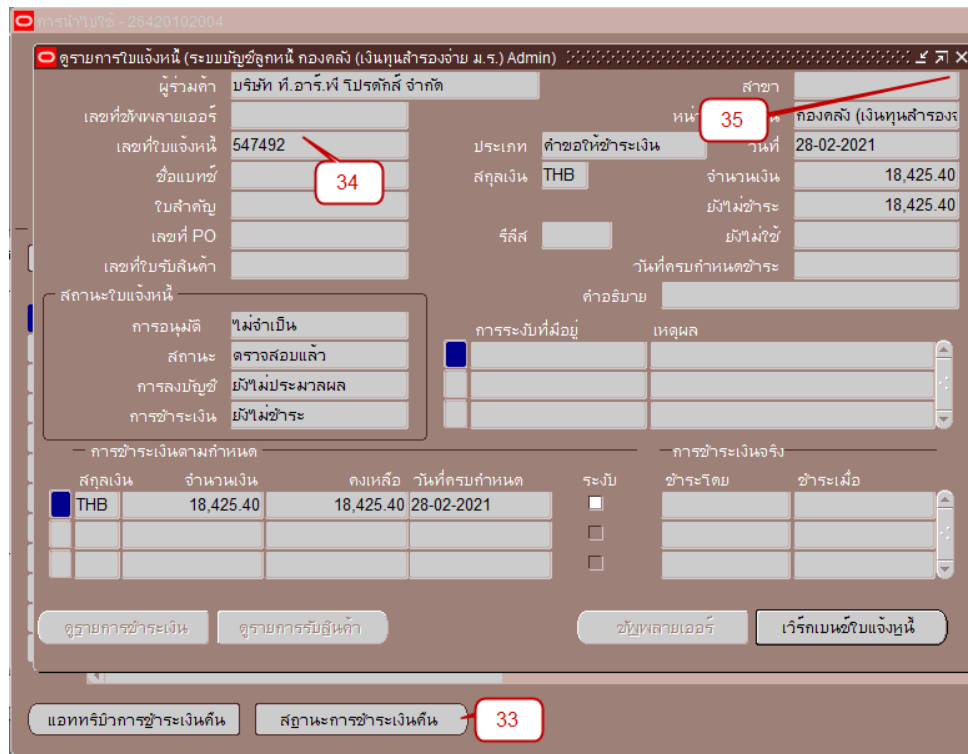 การนำไปใช้ - 26420102004
ดูรายการใบแจ้งหนี้ (ระบบบัญชีลูกหนี้ กองคลัง (เงินทุนสำรองจ่าย ม.ร.) Admin)
ผู้ร่วมค้า บริษัท ที.อาร์.พี โปรดักส์ จำกัด สาขา
เลขที่ซัพพลายเออร์ กองคลัง (เงินทุนสำรองจ
35
เลขที่ใบแจ้งหนี้ 547492 ประเภท คำขอให้ชำระเงิน วันที่ 28-02-2021
ชื่อแบทช์ 34 สกุลเงิน THB จำนวนเงิน 18,425.40
ใบสำคัญ ยังไม่ชำระ 18,425.40
เลขที่ PO รีลีส ยังไม่ใช้
เลขที่ใบรับสินค้า วันที่ครบกำหนดชำระ
สถานะใบแจ้งหนี้ คำอธิบาย
การอนุมัติ ไม่จำเป็น การระงับที่มีอยู่ เหตุผล
สถานะ ตรวจสอบแล้ว
การลงบัญชี ยังไม่ประมวลผล
การชำระเงิน ยังไม่ชำระ
การชำระเงินตามกำหนด การชำระเงินจริง
สกุลเงิน จำนวนเงิน คงเหลือ วันที่ครบกำหนด ระงับ ชำระโดย ชำระเมื่อ
THB 18,425.40 18,425.40 28-02-2021
ดูรายการชำระเงิน ดูรายการรับสินค้า ซัพพลายเออร์ เวิร์กเบนช์ใบแจ้งหนี้
แอททริบิวการชำระเงินคืน สถานะการชำระเงินคืน 33